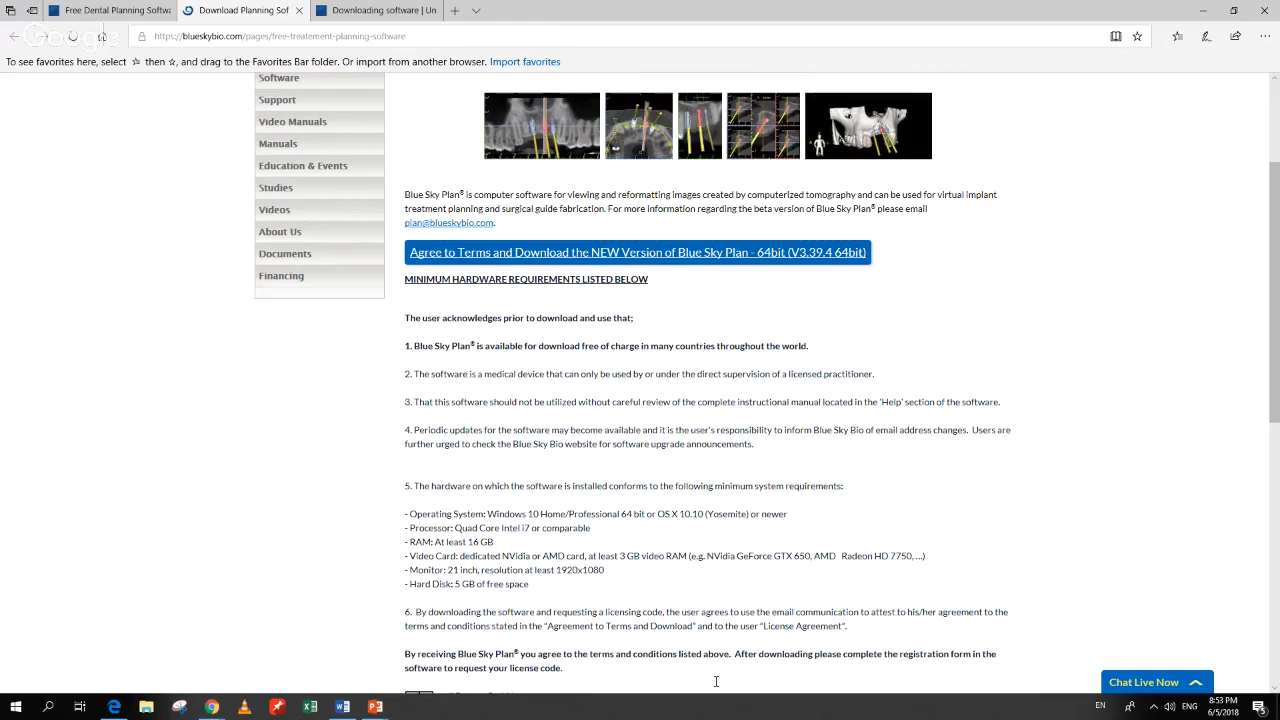 Free Dental Planning Softw
Download Planning Sof
Downloading Software | Un
https://blueskybio.com/pages/free-treatement-planning-software
Google
To see favorites here, select ☆ then ☆, and drag to the Favorites Bar folder. Or import from another browser. Import favorites
Software
Support
Video Manuals
Manuals
Education & Events
Studies
Videos
About Us
Documents
Financing
Blue Sky Plan® is computer software for viewing and reformatting images created by computerized tomography and can be used for virtual implant
treatment planning and surgical guide fabrication. For more information regarding the beta version of Blue Sky Plan® please email
plan@blueskybio.com.
Agree to Terms and Download the NEW Version of Blue Sky Plan - 64bit (V3.39.4 64bit)
MINIMUM HARDWARE REQUIREMENTS LISTED BELOW
The user acknowledges prior to download and use that;
1. Blue Sky Plan® is available for download free of charge in many countries throughout the world.
2. The software is a medical device that can only be used by or under the direct supervision of a licensed practitioner.
3. That this software should not be utilized without careful review of the complete instructional manual located in the 'Help' section of the software.
4. Periodic updates for the software may become available and it is the user's responsibility to inform Blue Sky Bio of email address changes. Users are
further urged to check the Blue Sky Bio website for software upgrade announcements.
5. The hardware on which the software is installed conforms to the following minimum system requirements:
- Operating System: Windows 10 Home/Professional 64 bit or OS X 10.10 (Yosemite) or newer
- Processor: Quad Core Intel i7 or comparable
- RAM: At least 16 GB
- Video Card: dedicated NVidia or AMD card, at least 3 GB video RAM (e.g. NVidia GeForce GTX 650, AMD Radeon HD 7750, ...)
- Monitor: 21 inch, resolution at least 1920x1080
- Hard Disk: 5 GB of free space
6. By downloading the software and requesting a licensing code, the user agrees to use the email communication to attest to his/her agreement to the
terms and conditions stated in the "Agreement to Terms and Download" and to the user "License Agreement".
By receiving Blue Sky Plan® you agree to the terms and conditions listed above. After downloading please complete the registration form in the
software to request your license code.
Chat Live Now
EN
ENG
8:53 PM
6/5/2018